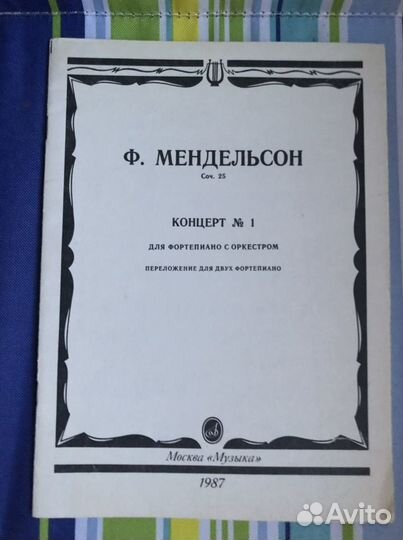 Ф. МЕНДЕЛЬСОН
Соч. 25
КОНЦЕРТ № 1
ДЛЯ ФОРТЕПИАНО С ОРКЕСТРОМ
ПЕРЕЛОЖЕНИЕ ДЛЯ ДВУХ ФОРТЕПИАНО
Москва «Музыка»
1987
Avito